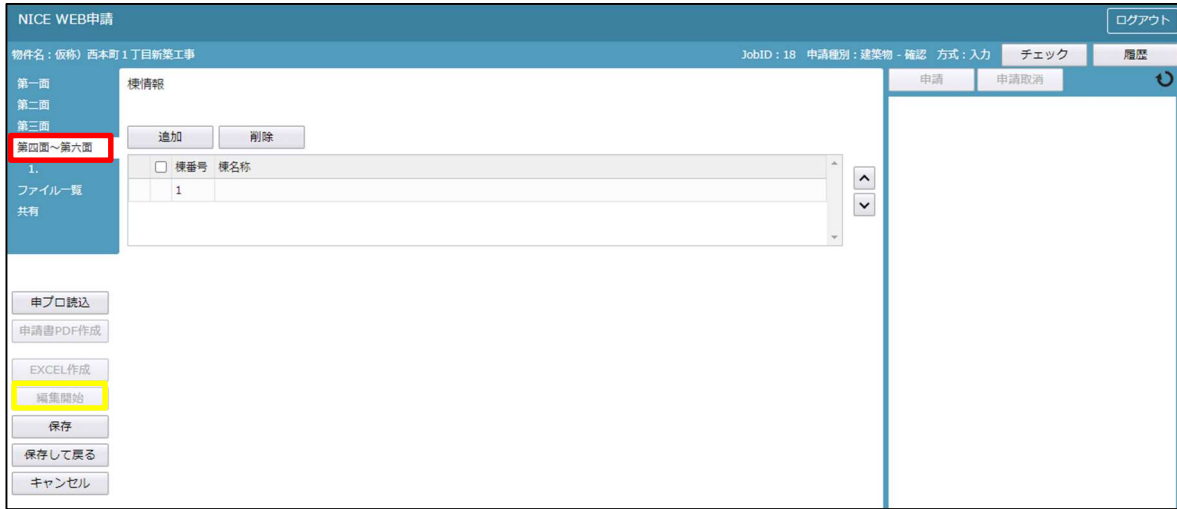 NICE WEB申請
ログアウト
物件名:仮称)西本町1丁目新築工事
JobID:18 申請種別:建築物 - 確認 方式:入力
チェック
履歴
第一面
第二面
第三面
第四面~第六面
1.
ファイル一覧
共有
棟情報
追加
削除
棟番号 棟名称
1
申請
申請取消
申プロ読込
申請書PDF作成
EXCEL作成
編集開始
保存
保存して戻る
キャンセル